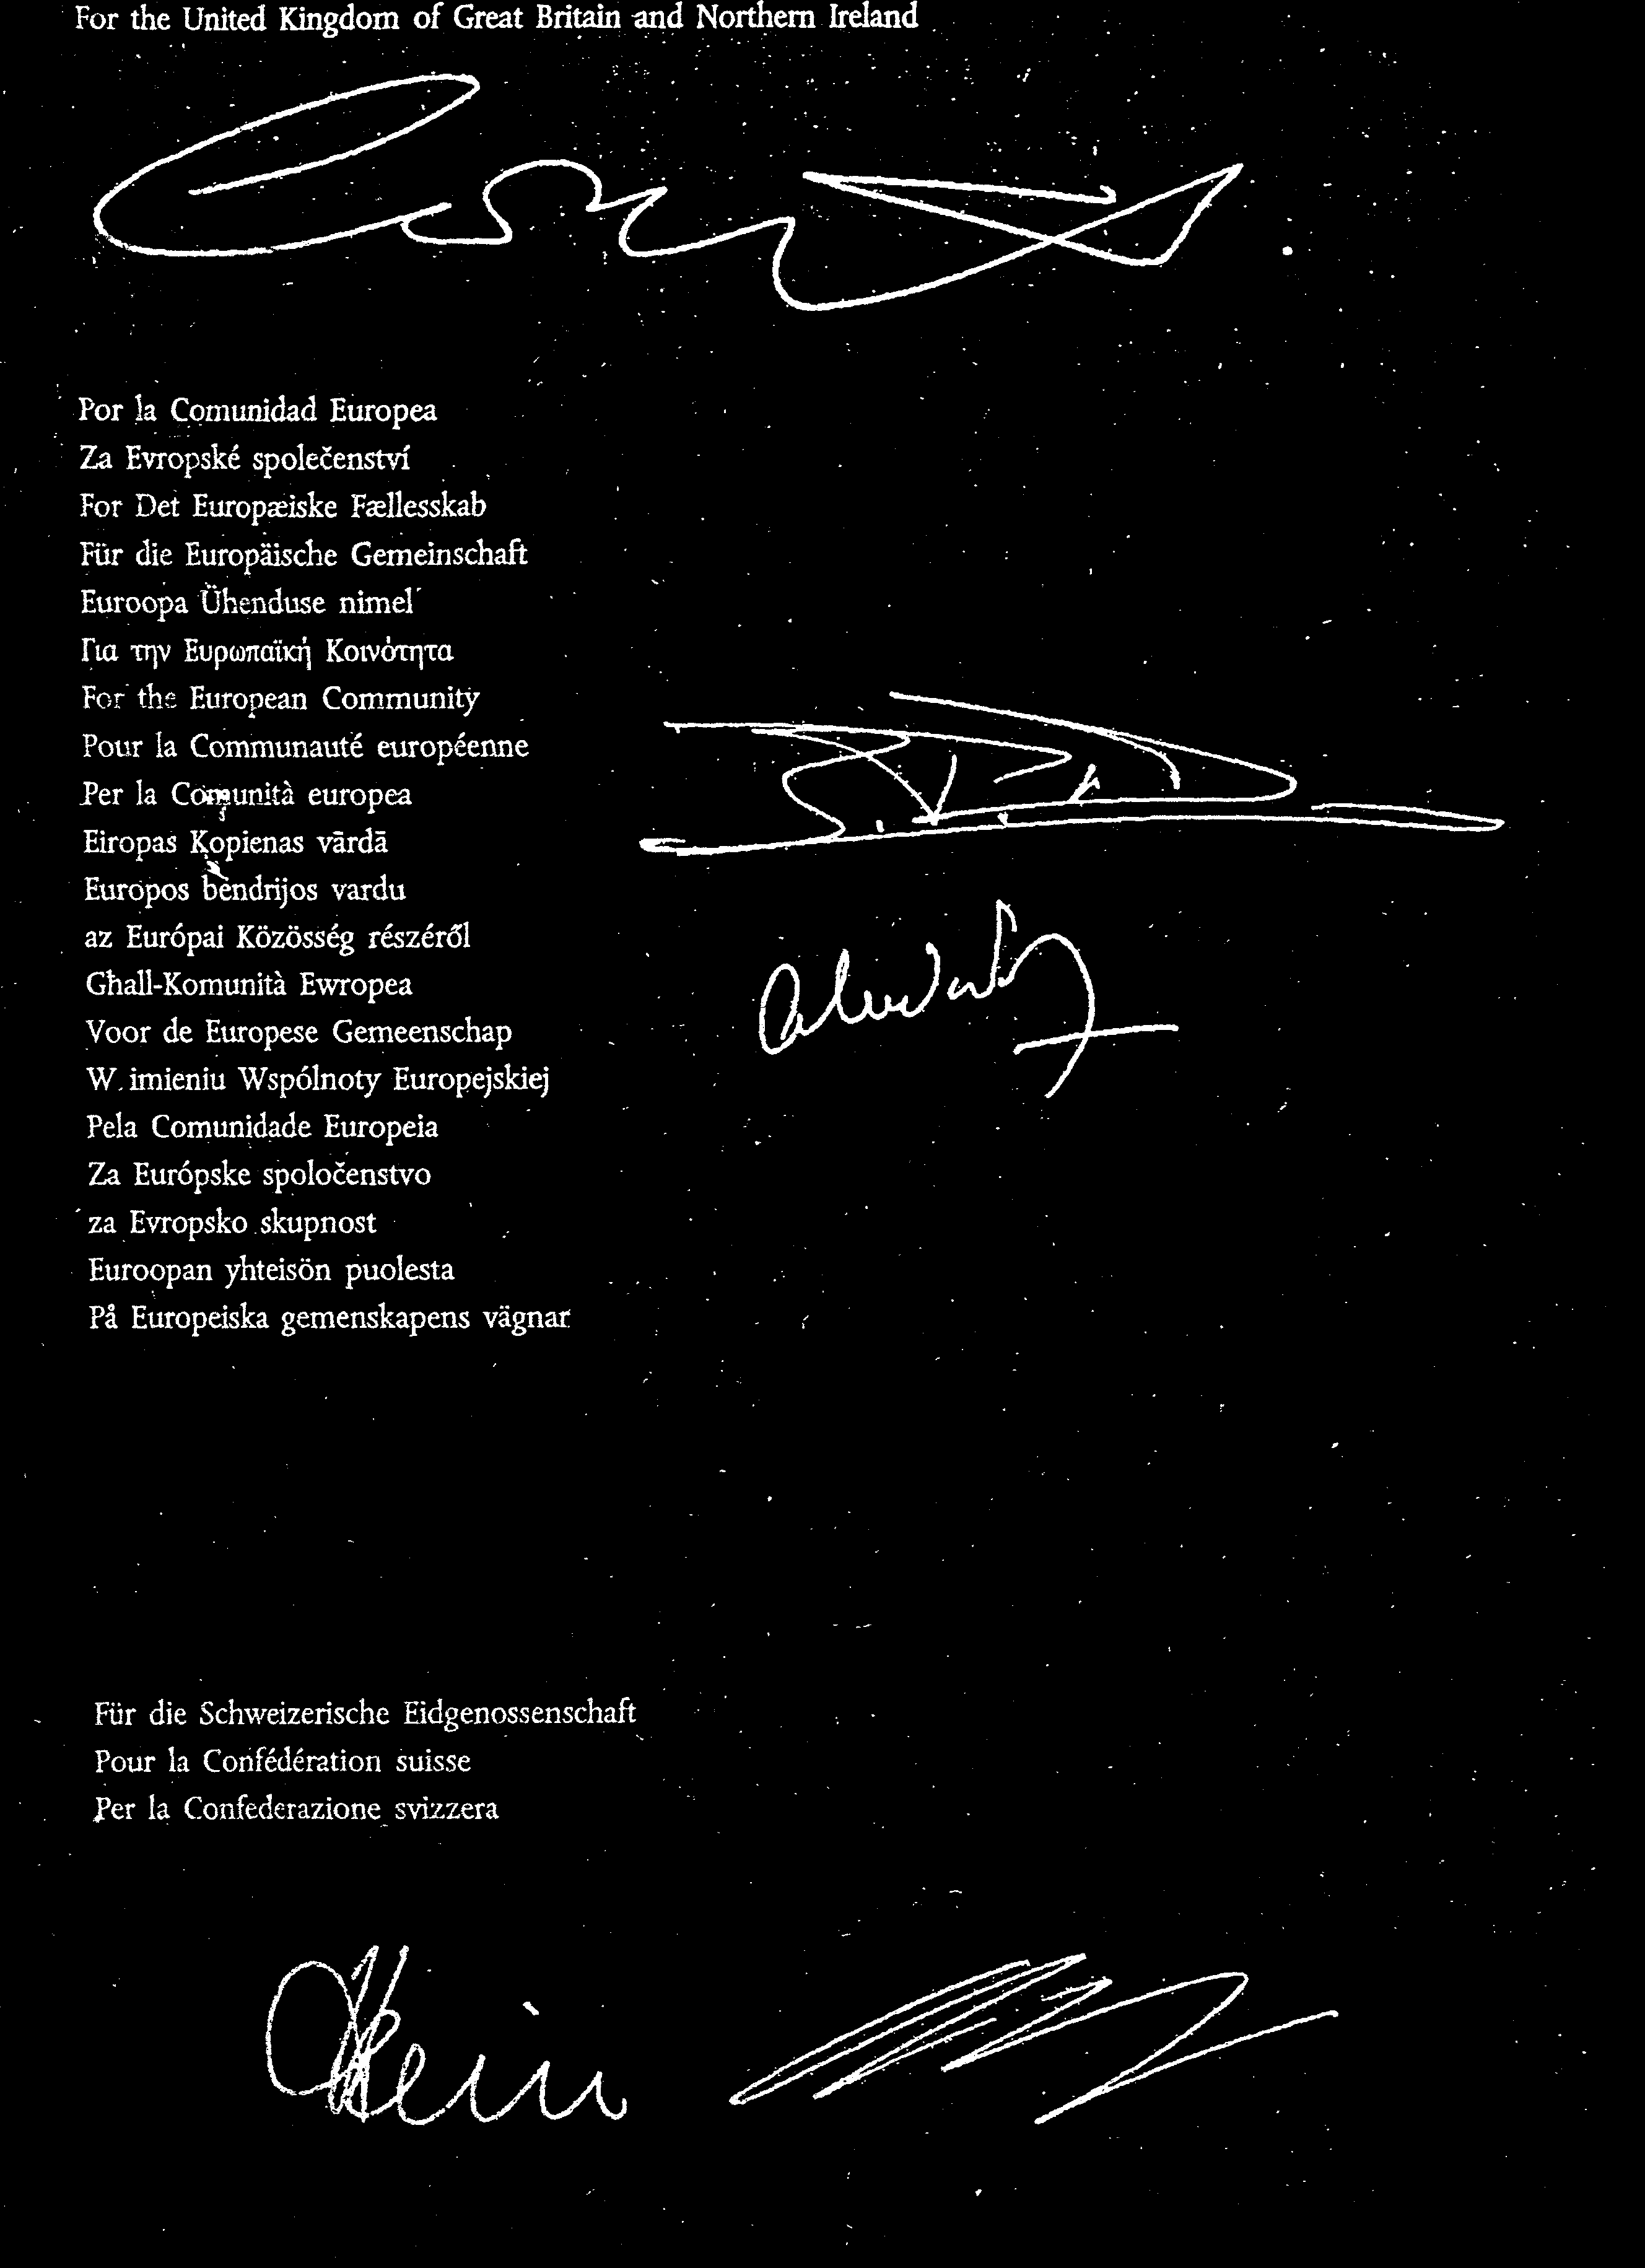 For the United Kingdom of Great Britain and Northern Ireland
Por la Comunidad Europea
Za Evropské společenství
For Det Europæiske Fællesskab
Für die Europäische Gemeinschaft
Euroopa Ühenduse nimel
Για την Ευρωπαϊκή Κοινότητα
For the European Community
Pour la Communauté européenne
Per la Comunità europea
Eiropas Kopienas vārdā
Europos bendrijos vardu
az Európai Közösség részéről
Għall-Komunità Ewropea
Voor de Europese Gemeenschap
W imieniu Wspólnoty Europejskiej
Pela Comunidade Europeia
Za Európske spoločenstvo
za Evropsko skupnost
Euroopan yhteisön puolesta
På Europeiska gemenskapens vägnar
Für die Schweizerische Eidgenossenschaft
Pour la Confédération suisse
Per la Confederazione svizzera